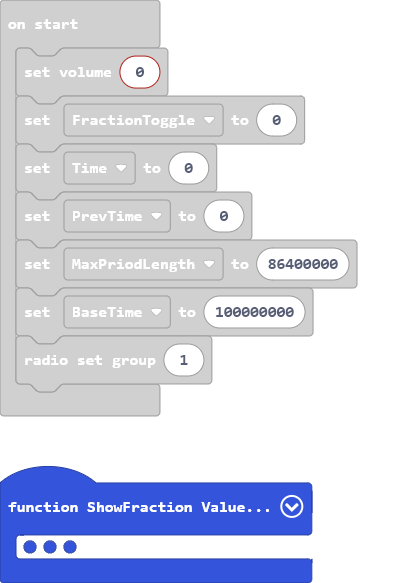 on start
set volume 0
set FractionToggle to 0
set Time to 0
set PrevTime to 0
set MaxPriodLength to 86400000
set BaseTime to 100000000
radio set group 1
function ShowFraction Value...